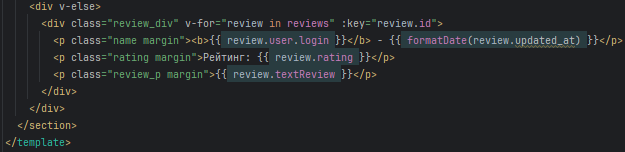 <div v-else>
<div class="review_div" v-for="review in reviews" :key="review.id">
<p class="name margin"><b>{{ review.user.login }}</b> - {{ formatDate(review.updated_at) }}</p>
<p class="rating margin">Рейтинг: {{ review.rating }}</p>
<p class="review_p margin">{{ review.textReview }}</p>
</div>
</div>
</section>
</template>